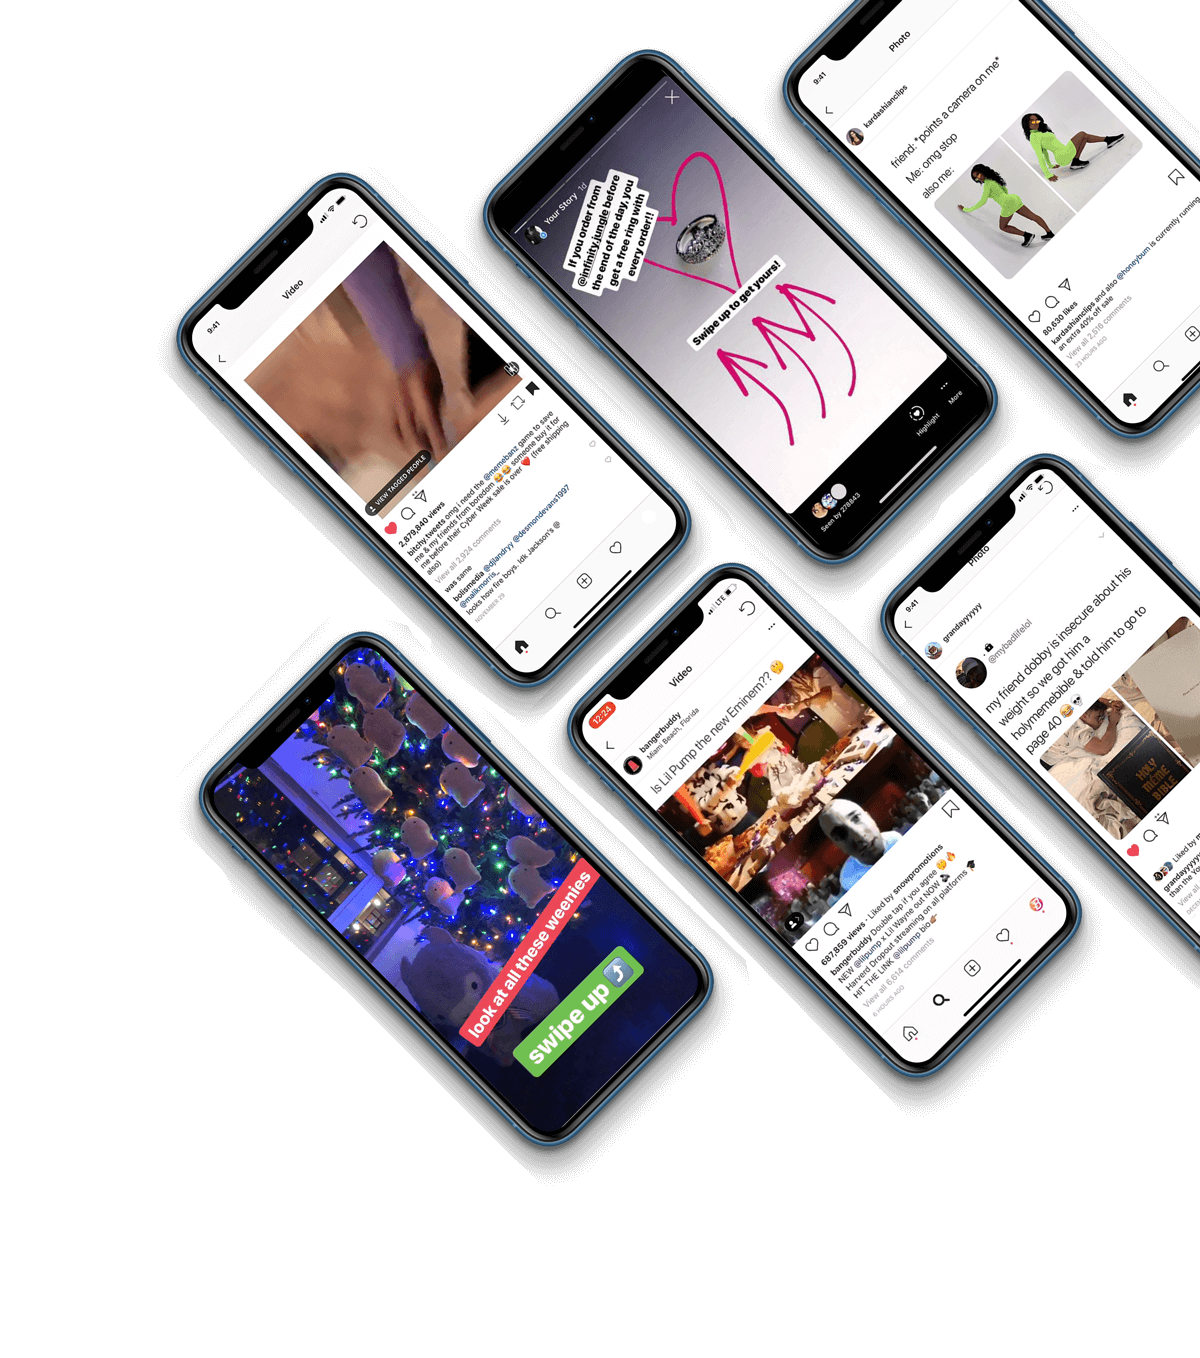 9:41
Video
VIEW TAGGED PEOPLE
2,879,840 views
bitchy.tweets omg i need the @memebanz game to save
me & my friends from boredom 😂😂 someone buy it for
me before their Cyber Week sale is over ❤️ (free shipping
also)
View all 2,924 comments
was same
bolismedia @djlandryy @desmondevans1997
@malikmorris_
looks how fire boys. Idk Jackson's @
NOVEMBER 29
Your Story 1d
If you order from
@infinity.jungle before
the end of the day, you
get a free ring with
every order!!
Swipe up to get yours!
Seen by 278843
Highlight
More
9:41
Photo
kardashianclips
friend: *points a camera on me*
Me: omg stop
also me:
80,630 likes
kardashianclips and also @honeybum is currently running
an extra 40% off sale
View all 2,516 comments
23 HOURS AGO
look at all these weenies
swipe up ⤴
12:24
LTE
Video
bangerbuddy
Miami Beach, Florida
Is Lil Pump the new Eminem?? 🤔
687,859 views · Liked by snowpromotions
bangerbuddy Double tap if you agree 🤔🔥
NEW @lilpump x Lil Wayne out NOW 🔊
Harverd Dropout streaming on all platforms 🎓
HIT THE LINK @lilpump bio
View all 6,614 comments
6 HOURS AGO
9:41
Photo
grandayyyyyy
@mybadlifelol
my friend dobby is insecure about his
weight so we got him a
holymemebible & told him to go to
page 40 😂💀
HOLY
MEME
BIBLE
Liked by
grandayyyyy
than the
View all